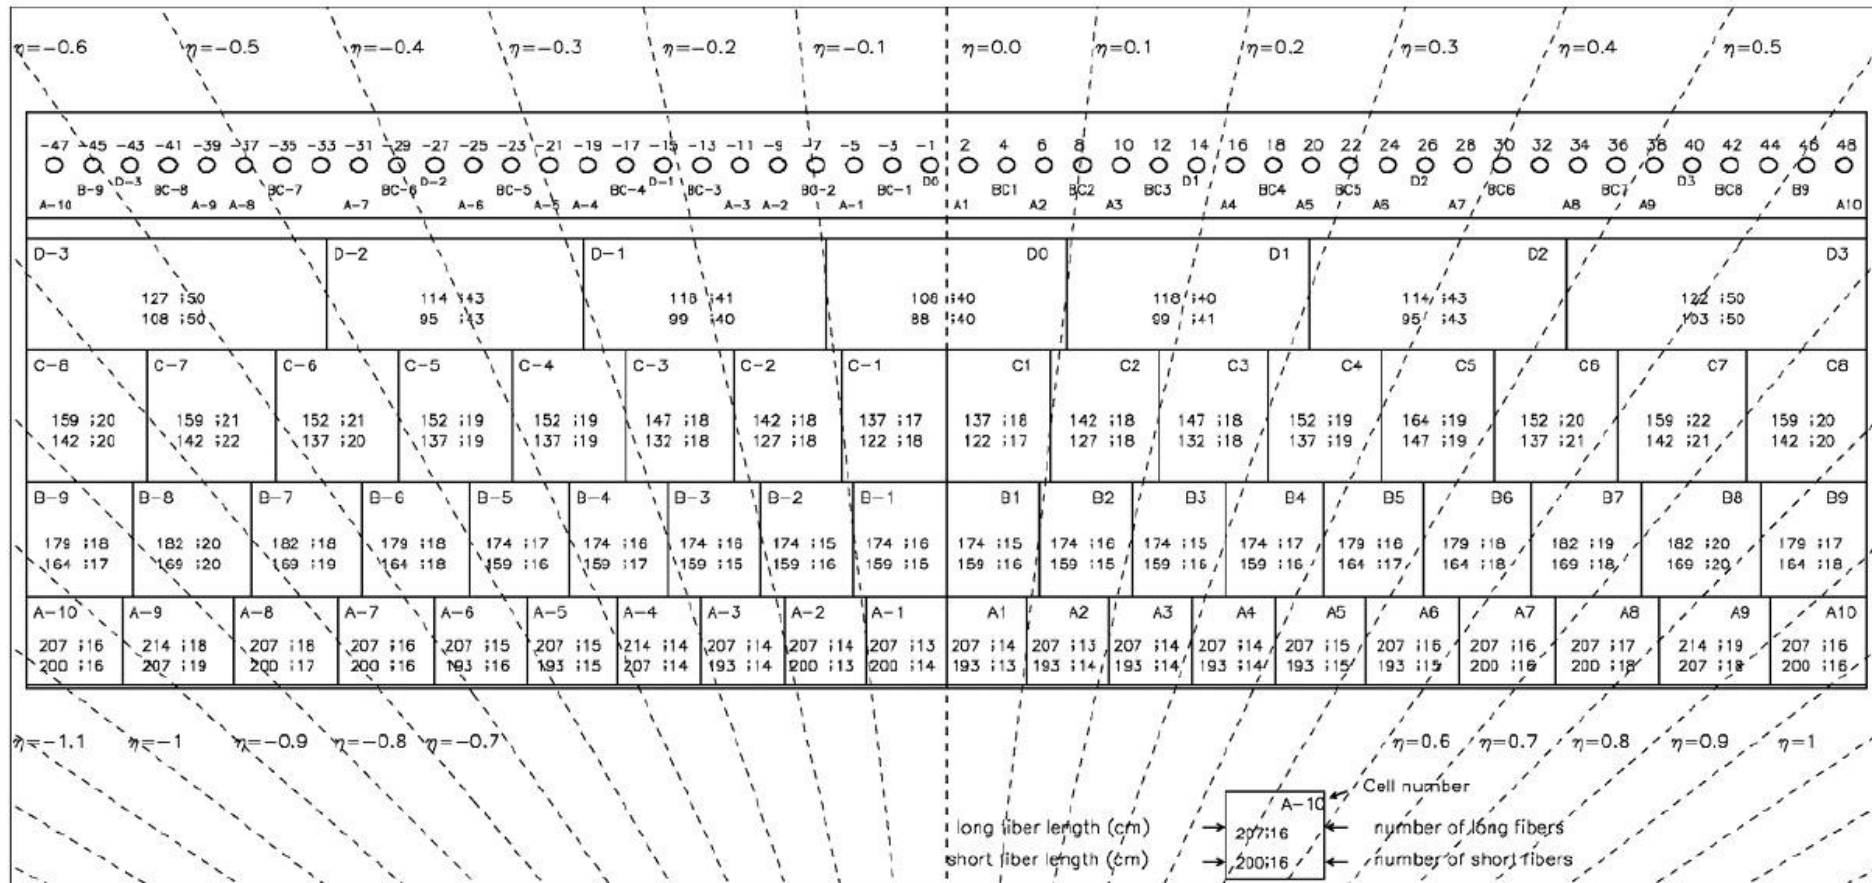 η=-0.6 η=-0.5 η=-0.4 η=-0.3 η=-0.2 η=-0.1 η=0.0 η=0.1 η=0.2 η=0.3 η=0.4 η=0.5
-47 -45 -43 -41 -39 -37 -35 -33 -31 -29 -27 -25 -23 -21 -19 -17 -15 -13 -11 -9 -7 -5 -3 -1 2 4 6 8 10 12 14 16 18 20 22 24 26 28 30 32 34 36 38 40 42 44 46 48
B-9 D-3 BC-8 BC-7 BC-6 D-2 BC-5 BC-4 D-1 BC-3 BC-2 BC-1 D0 BC1 BC2 BC3 D1 BC4 BC5 D2 BC6 BC7 D3 BC8 B9
A-10 A-9 A-8 A-7 A-6 A-5 A-4 A-3 A-2 A-1 A1 A2 A3 A4 A5 A6 A7 A8 A9 A10
D-3 D-2 D-1 D0 D1 D2 D3
127 ;50 114 ;43 118 ;41 108 ;40 118 ;40 114 ;43 122 ;50
108 ;50 95 ;43 99 ;40 88 ;40 99 ;41 95 ;43 103 ;50
C-8 C-7 C-6 C-5 C-4 C-3 C-2 C-1 C1 C2 C3 C4 C5 C6 C7 C8
159 ;20 159 ;21 152 ;21 152 ;19 152 ;19 147 ;18 142 ;18 137 ;17 137 ;18 142 ;18 147 ;18 152 ;19 164 ;19 152 ;20 159 ;22 159 ;20
142 ;20 142 ;22 137 ;20 137 ;19 137 ;19 132 ;18 127 ;18 122 ;18 122 ;17 127 ;18 132 ;18 137 ;19 147 ;19 137 ;21 142 ;21 142 ;20
B-9 B-8 B-7 B-6 B-5 B-4 B-3 B-2 B-1 B1 B2 B3 B4 B5 B6 B7 B8 B9
179 ;18 182 ;20 182 ;18 179 ;18 174 ;17 174 ;16 174 ;16 174 ;15 174 ;16 174 ;15 174 ;16 174 ;15 174 ;17 179 ;16 179 ;18 182 ;19 182 ;20 179 ;17
164 ;17 169 ;20 169 ;19 164 ;18 159 ;16 159 ;17 159 ;15 159 ;16 159 ;15 159 ;16 159 ;15 159 ;16 159 ;16 164 ;17 164 ;18 169 ;18 169 ;20 164 ;18
A-10 A-9 A-8 A-7 A-6 A-5 A-4 A-3 A-2 A-1 A1 A2 A3 A4 A5 A6 A7 A8 A9 A10
207 ;16 214 ;18 207 ;18 207 ;16 207 ;15 207 ;15 214 ;14 207 ;14 207 ;14 207 ;13 207 ;14 207 ;13 207 ;14 207 ;14 207 ;15 207 ;16 207 ;16 207 ;17 214 ;19 207 ;16
200 ;16 207 ;19 200 ;17 200 ;16 193 ;16 193 ;15 207 ;14 193 ;14 200 ;13 200 ;14 193 ;13 193 ;14 193 ;14 193 ;14 193 ;15 193 ;15 200 ;16 200 ;18 207 ;18 200 ;16
η=-1.1 η=-1 η=-0.9 η=-0.8 η=-0.7 η=0.6 η=0.7 η=0.8 η=0.9 η=1
Cell number
A-10
long fiber length (cm) 207;16 number of long fibers
short fiber length (cm) 200;16 number of short fibers